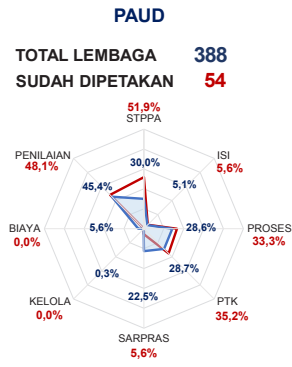 PAUD
TOTAL LEMBAGA 388
SUDAH DIPETAKAN 54
51,9%
STPPA
30,0%
PENILAIAN
48,1%
ISI
5,6%
45,4%
5,1%
BIAYA
0,0%
5,6%
28,6%
PROSES
33,3%
0,3%
28,7%
KELOLA
0,0%
22,5%
PTK
35,2%
SARPRAS
5,6%